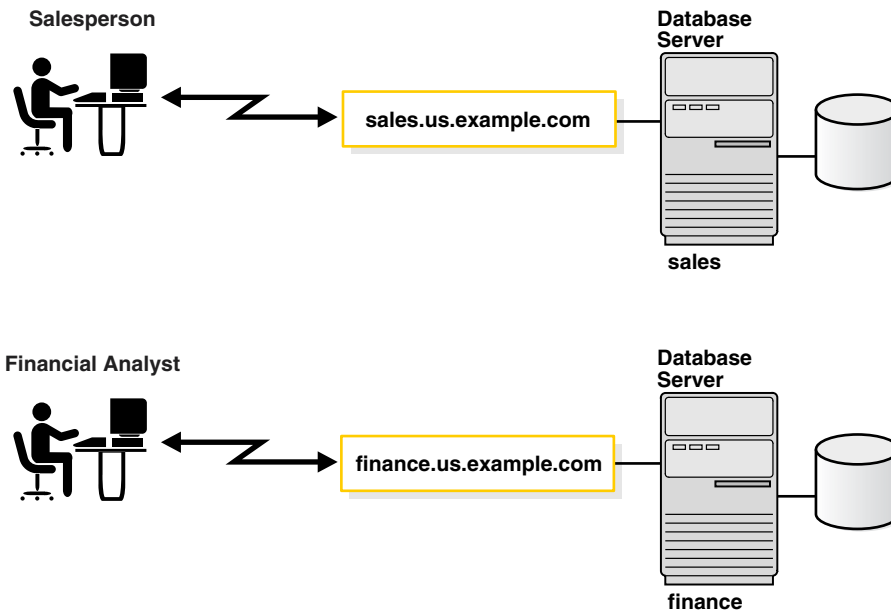 Salesperson
Database
Server
sales.us.example.com
sales
Financial Analyst
Database
Server
finance.us.example.com
finance